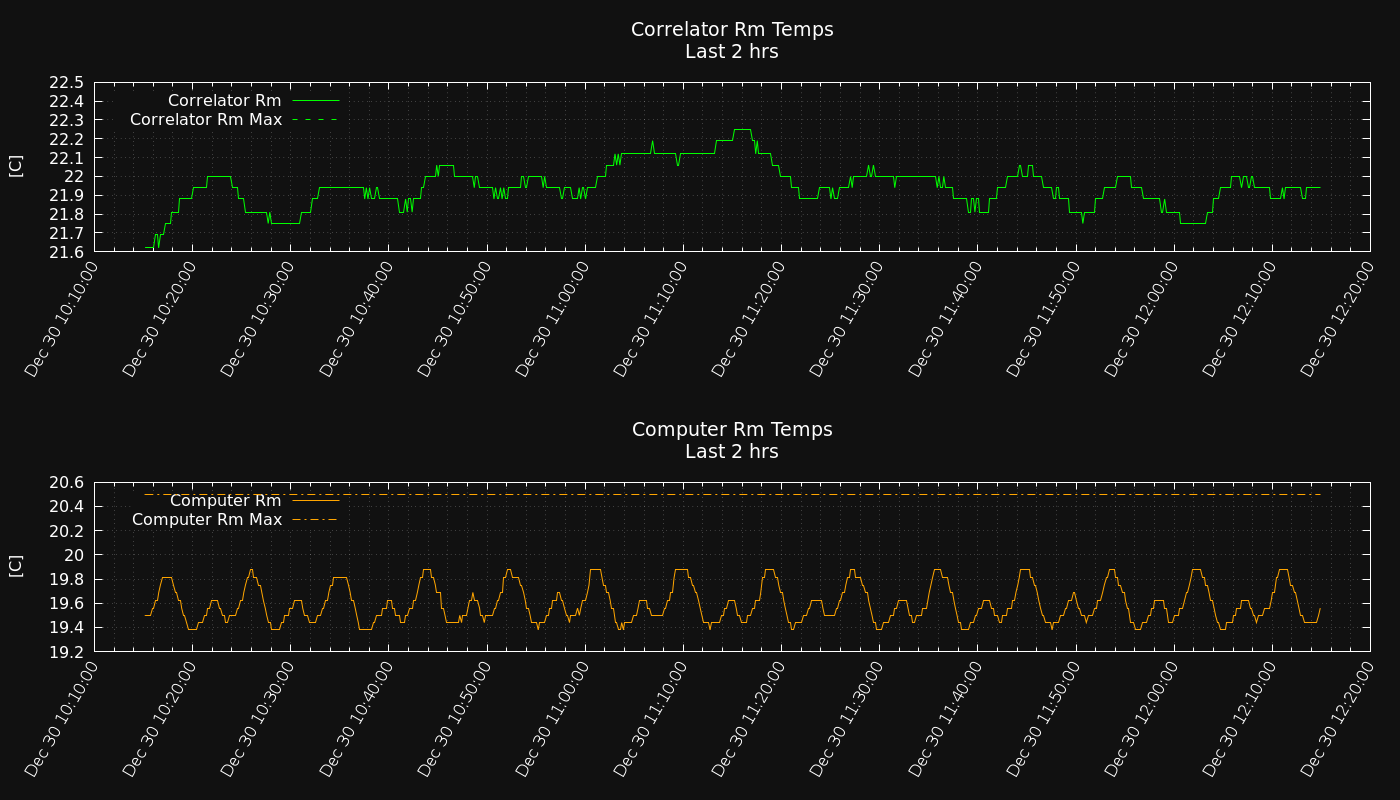 Correlator Rm Temps
Last 2 hrs
22.5
22.4
22.3
22.2
22.1
22
21.9
21.8
21.7
21.6
[C]
Correlator Rm
Correlator Rm Max
Dec 30 10:10:00
Dec 30 10:20:00
Dec 30 10:30:00
Dec 30 10:40:00
Dec 30 10:50:00
Dec 30 11:00:00
Dec 30 11:10:00
Dec 30 11:20:00
Dec 30 11:30:00
Dec 30 11:40:00
Dec 30 11:50:00
Dec 30 12:00:00
Dec 30 12:10:00
Dec 30 12:20:00
Computer Rm Temps
Last 2 hrs
20.6
20.4
20.2
20
19.8
19.6
19.4
19.2
[C]
Computer Rm
Computer Rm Max
Dec 30 10:10:00
Dec 30 10:20:00
Dec 30 10:30:00
Dec 30 10:40:00
Dec 30 10:50:00
Dec 30 11:00:00
Dec 30 11:10:00
Dec 30 11:20:00
Dec 30 11:30:00
Dec 30 11:40:00
Dec 30 11:50:00
Dec 30 12:00:00
Dec 30 12:10:00
Dec 30 12:20:00